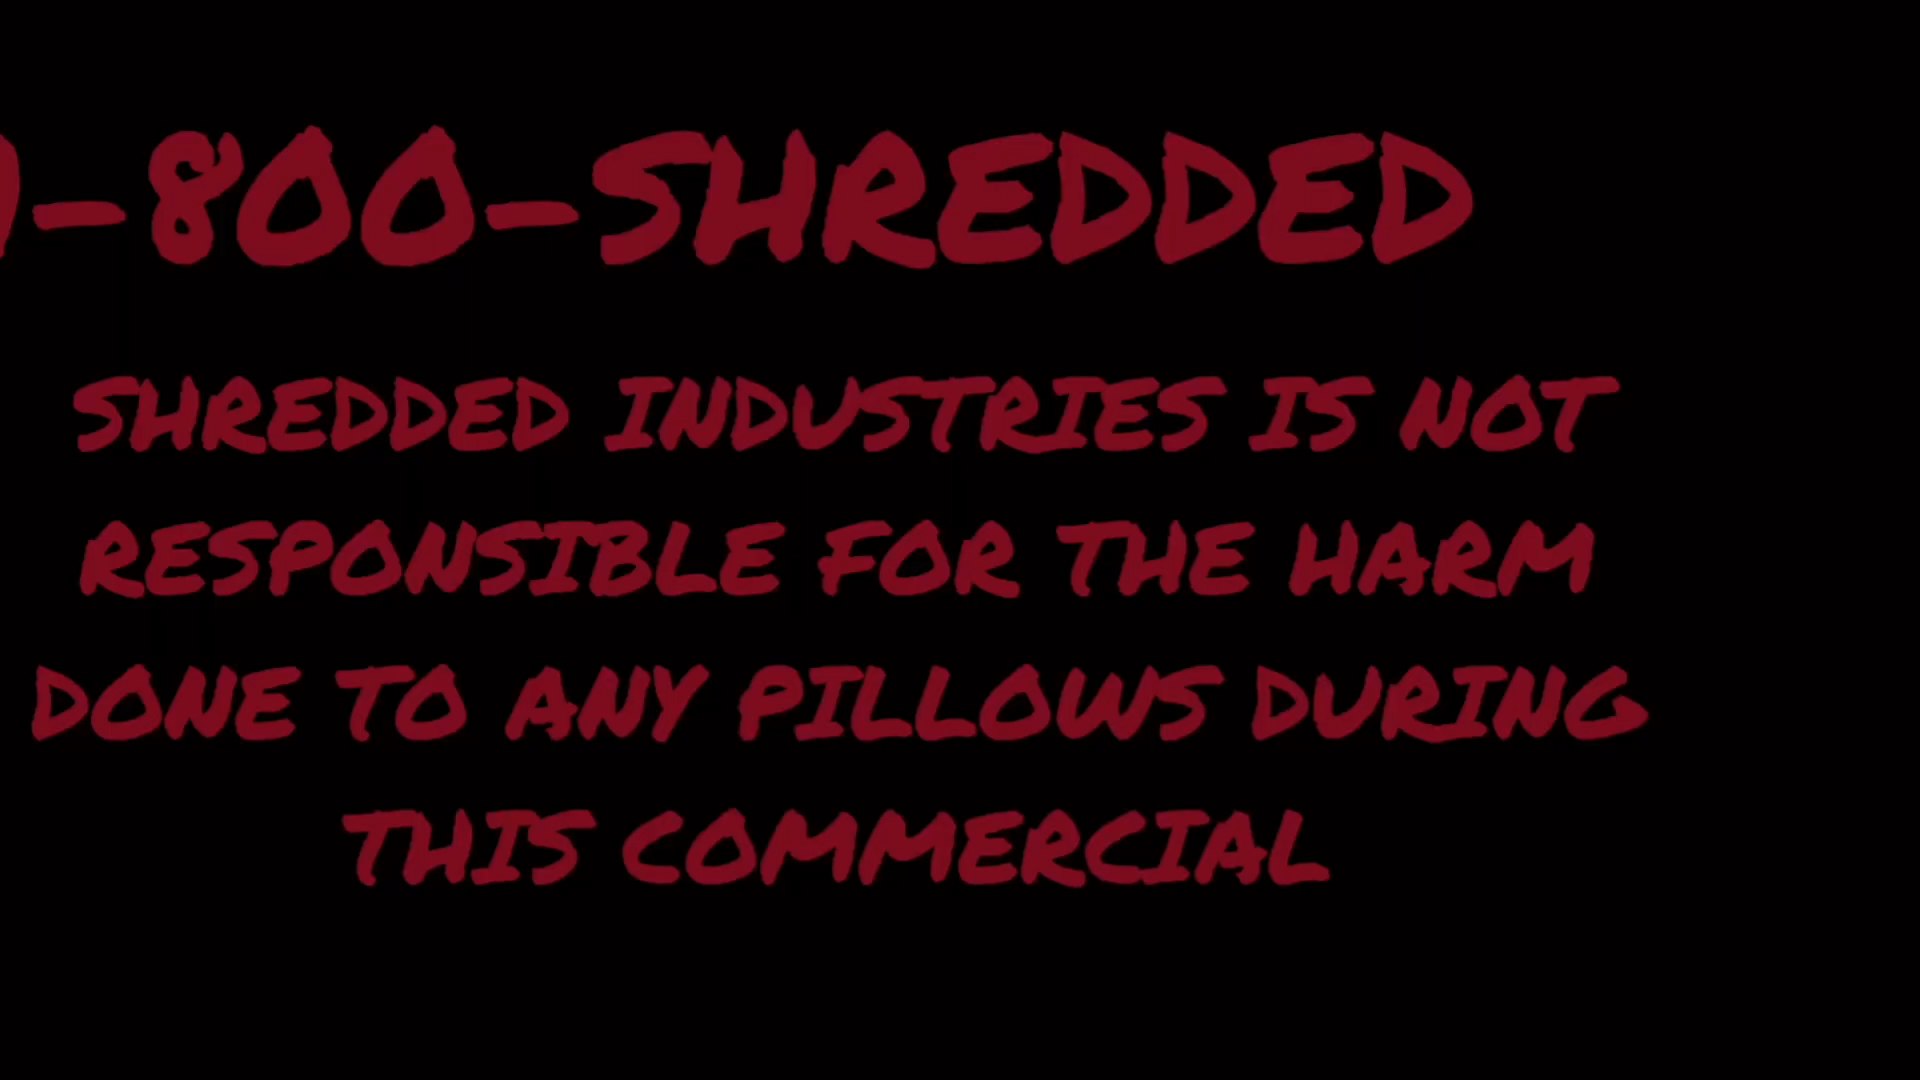 -800-SHREDDED
SHREDDED INDUSTRIES IS NOT
RESPONSIBLE FOR THE HARM
DONE TO ANY PILLOWS DURING
THIS COMMERCIAL